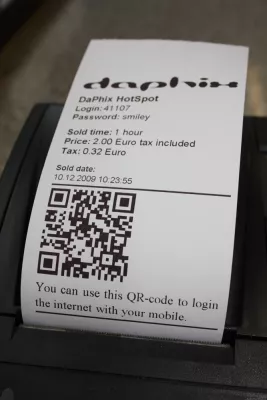 daphix
DaPhix HotSpot
Login: 41107
Password: smiley
Sold time: 1 hour
Price: 2.00 Euro tax included
Tax: 0.32 Euro
Sold date:
10.12.2009 10:23:55
You can use this QR-code to login
the internet with your mobile.